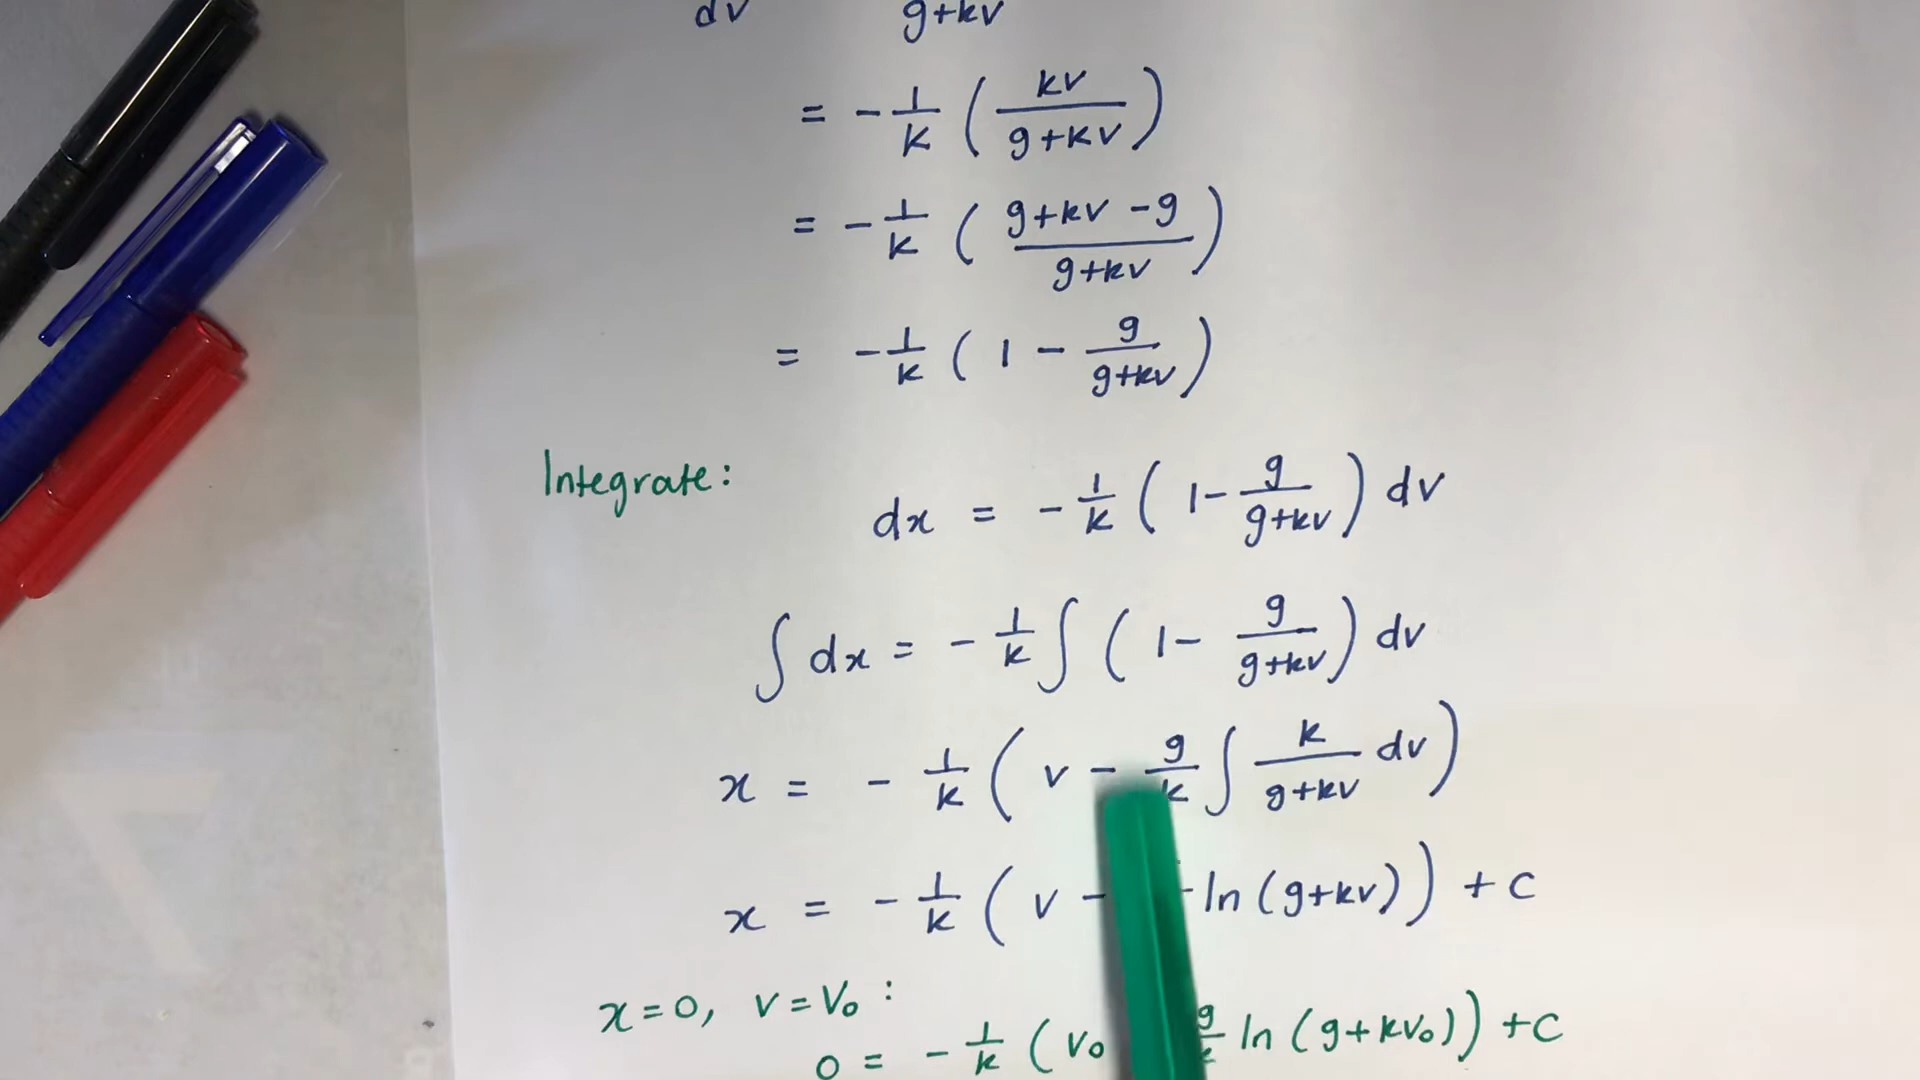 dv g+kv
= -1/k (kv/(g+kv))
= -1/k ((g+kv-g)/(g+kv))
= -1/k (1 - g/(g+kv))
Integrate: dx = -1/k (1 - g/(g+kv)) dv
∫ dx = -1/k ∫ (1 - g/(g+kv)) dv
x = -1/k (v - g/k ∫ k/(g+kv) dv)
x = -1/k (v - ln (g+kv)) + c
x=0, v=v₀ :
0 = -1/k (v₀ g ln (g+kv₀)) + c